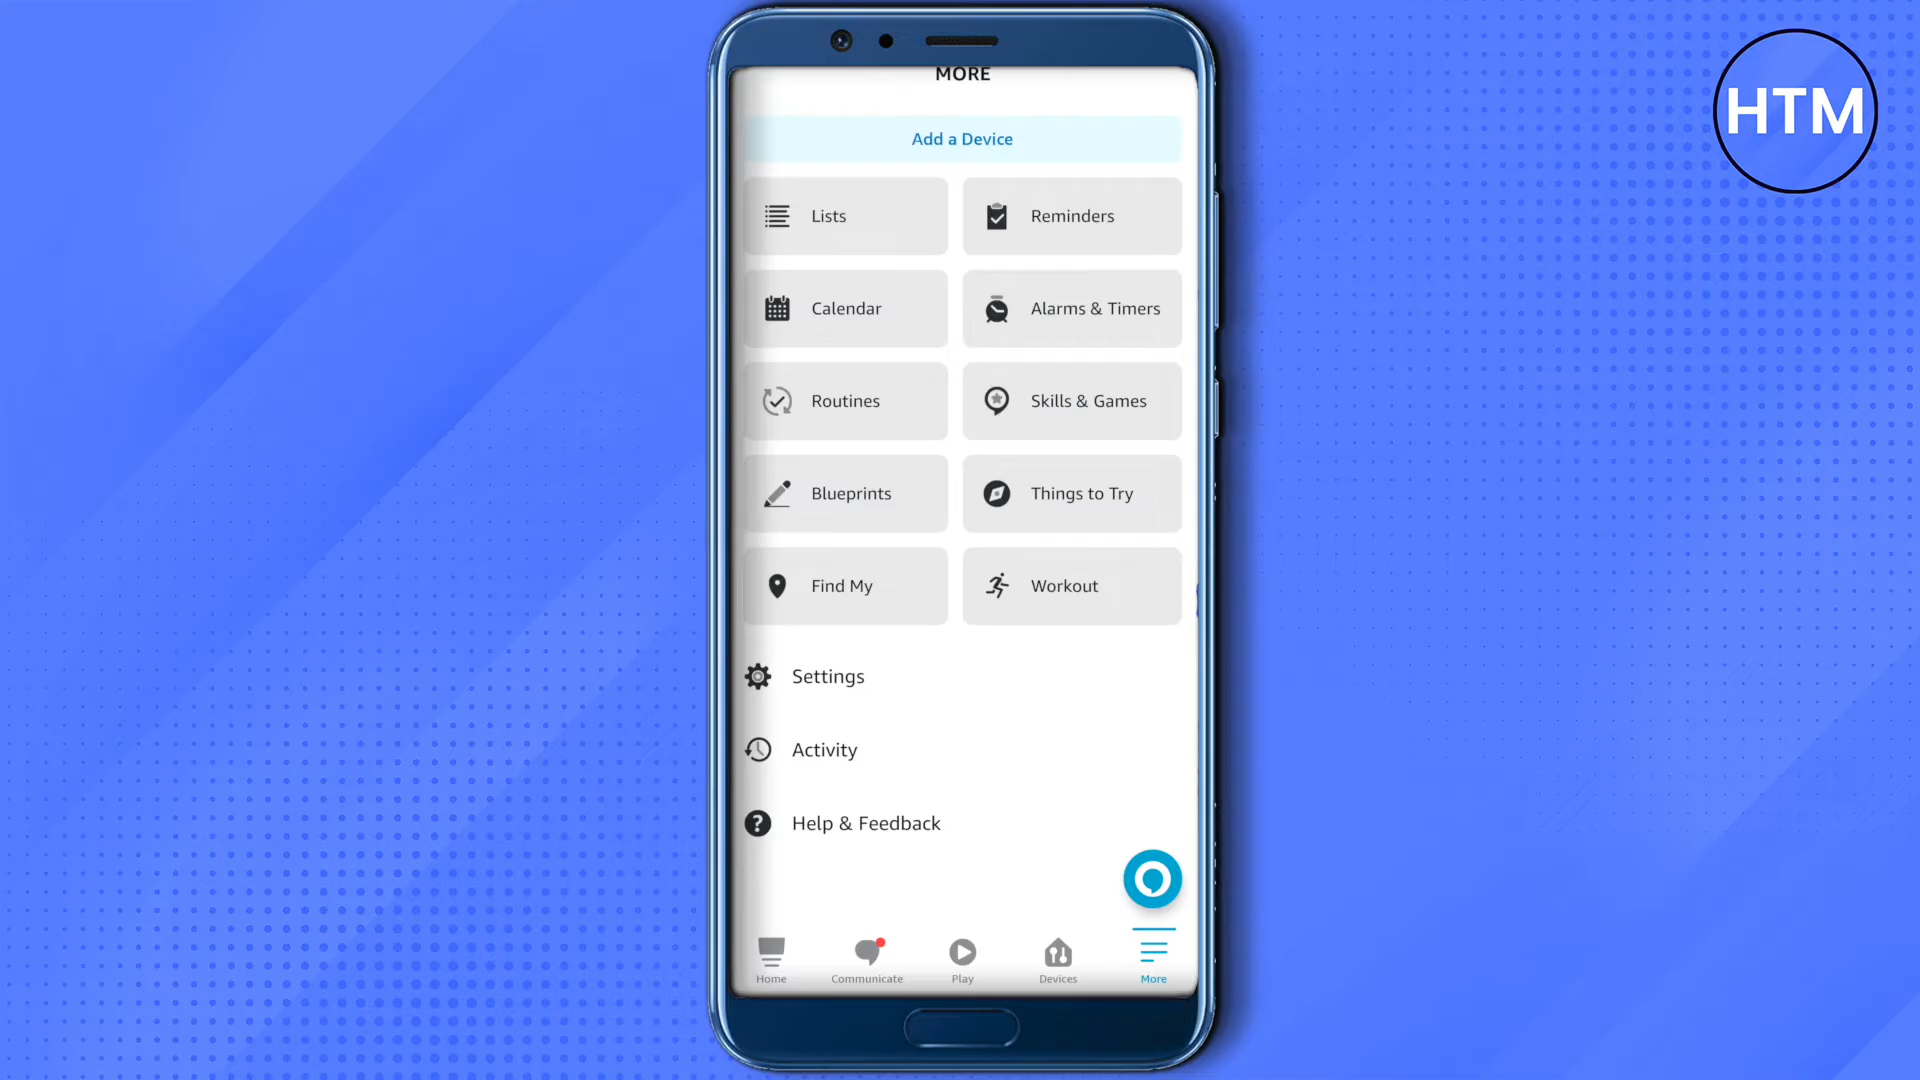 MORE
HTM
Add a Device
Lists
Reminders
Calendar
Alarms & Timers
Routines
Skills & Games
Blueprints
Things to Try
Find My
Workout
Settings
Activity
Help & Feedback
Home
Communicate
Play
Devices
More